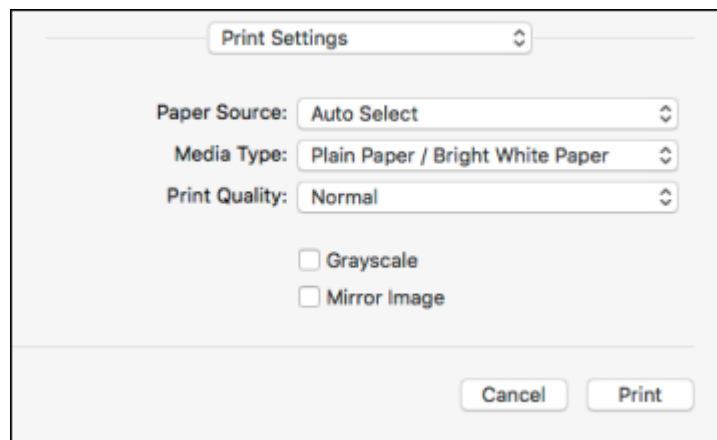 Print Settings
Paper Source: Auto Select
Media Type: Plain Paper / Bright White Paper
Print Quality: Normal
Grayscale
Mirror Image
Cancel Print